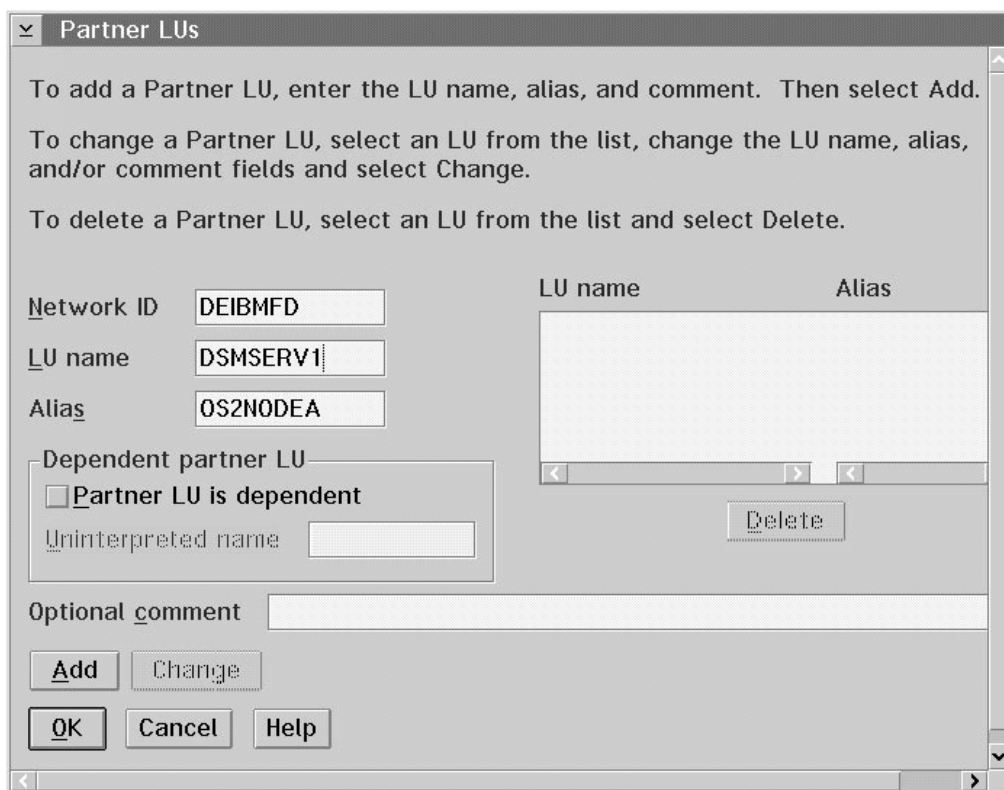 Partner LUs
To add a Partner LU, enter the LU name, alias, and comment. Then select Add.
To change a Partner LU, select an LU from the list, change the LU name, alias,
and/or comment fields and select Change.
To delete a Partner LU, select an LU from the list and select Delete.
LU name Alias
Network ID DEIBMFD
LU name DSMSERV1
Alias OS2NODEA
Dependent partner LU
Partner LU is dependent
Uninterpreted name
Delete
Optional comment
Add Change
OK Cancel Help